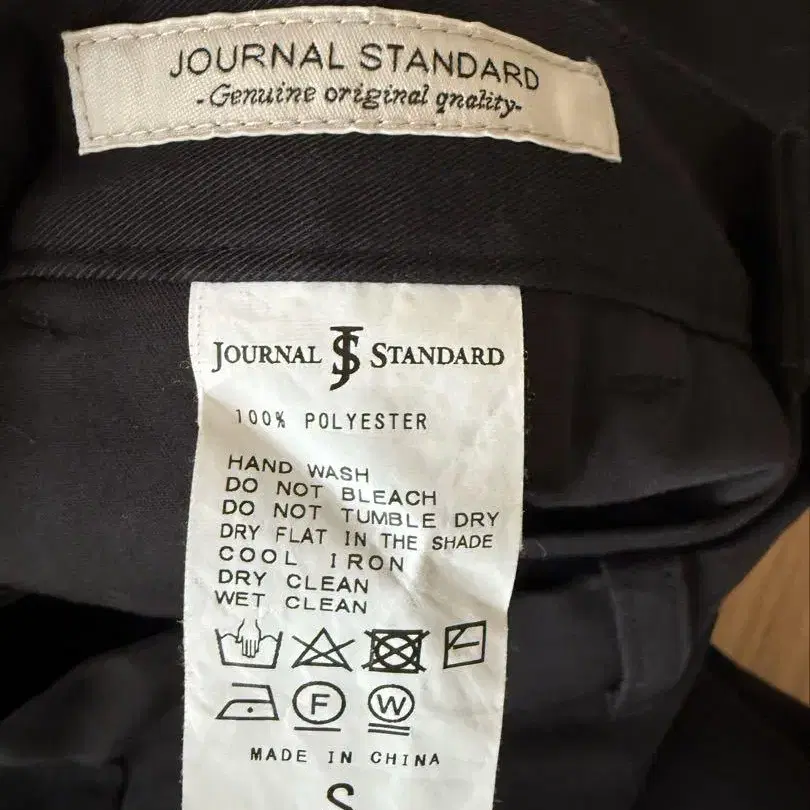 JOURNAL STANDARD
-Genuine original qnality-
JOURNAL JS STANDARD
100% POLYESTER
HAND WASH
DO NOT BLEACH
DO NOT TUMBLE DRY
DRY FLAT IN THE SHADE
COOL IRON
DRY CLEAN
WET CLEAN
F W
MADE IN CHINA
S